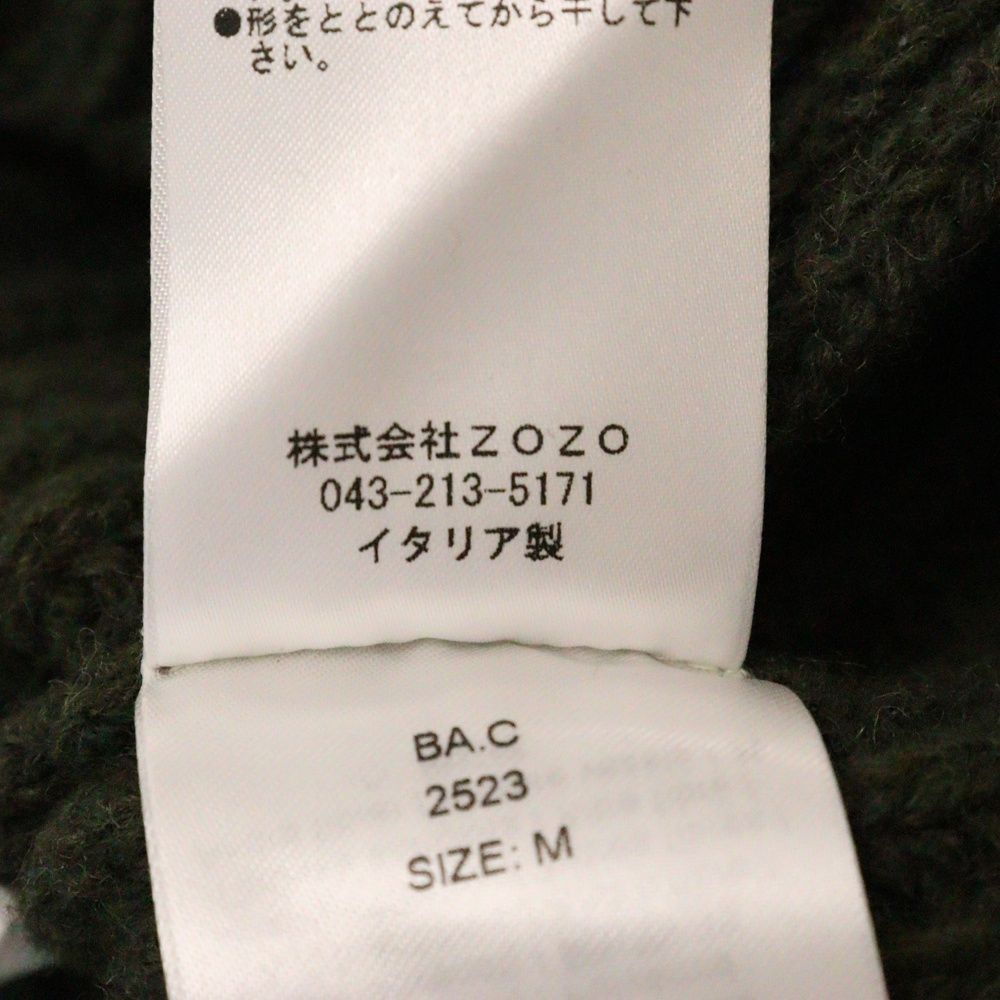 ●形をととのえてから干して下
さい。
株式会社ＺＯＺＯ
043-213-5171
イタリア製
BA.C
2523
SIZE: M